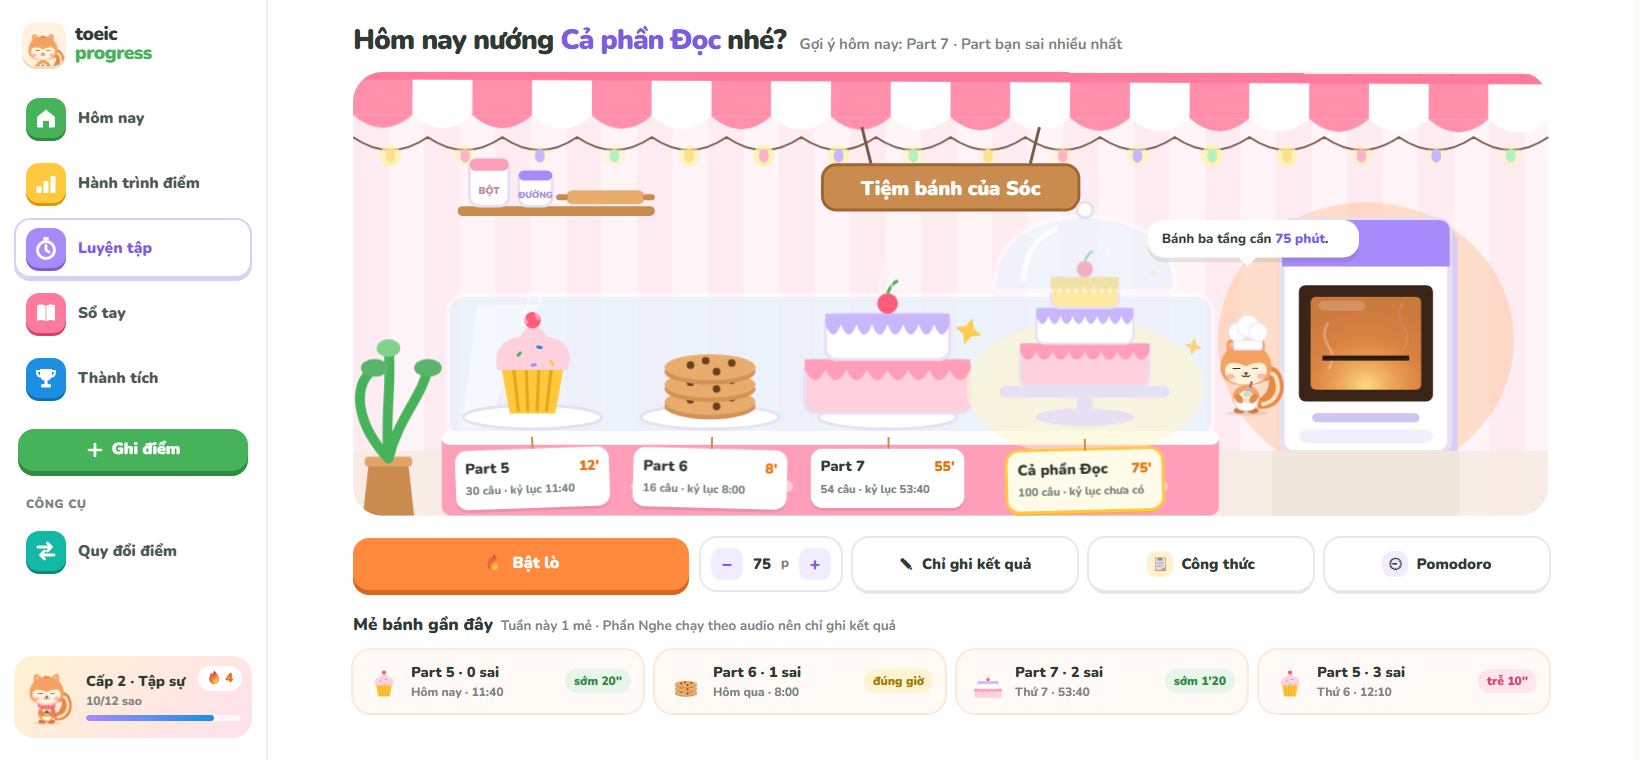 toeic
progress
Hôm nay
Hành trình điểm
Luyện tập
Sổ tay
Thành tích
+ Ghi điểm
CÔNG CỤ
Quy đổi điểm
Cấp 2 · Tập sự 4
10/12 sao
Hôm nay nướng Cả phần Đọc nhé? Gợi ý hôm nay: Part 7 · Part bạn sai nhiều nhất
BỘT
ĐƯỜNG
Tiệm bánh của Sóc
Bánh ba tầng cần 75 phút.
Part 5 12'
30 câu · kỷ lục 11:40
Part 6 8'
16 câu · kỷ lục 8:00
Part 7 55'
54 câu · kỷ lục 53:40
Cả phần Đọc 75'
100 câu · kỷ lục chưa có
Bật lò
− 75 p +
Chỉ ghi kết quả
Công thức
Pomodoro
Mẻ bánh gần đây Tuần này 1 mẻ · Phần Nghe chạy theo audio nên chỉ ghi kết quả
Part 5 · 0 sai
Hôm nay · 11:40
sớm 20"
Part 6 · 1 sai
Hôm qua · 8:00
đúng giờ
Part 7 · 2 sai
Thứ 7 · 53:40
sớm 1'20
Part 5 · 3 sai
Thứ 6 · 12:10
trễ 10"